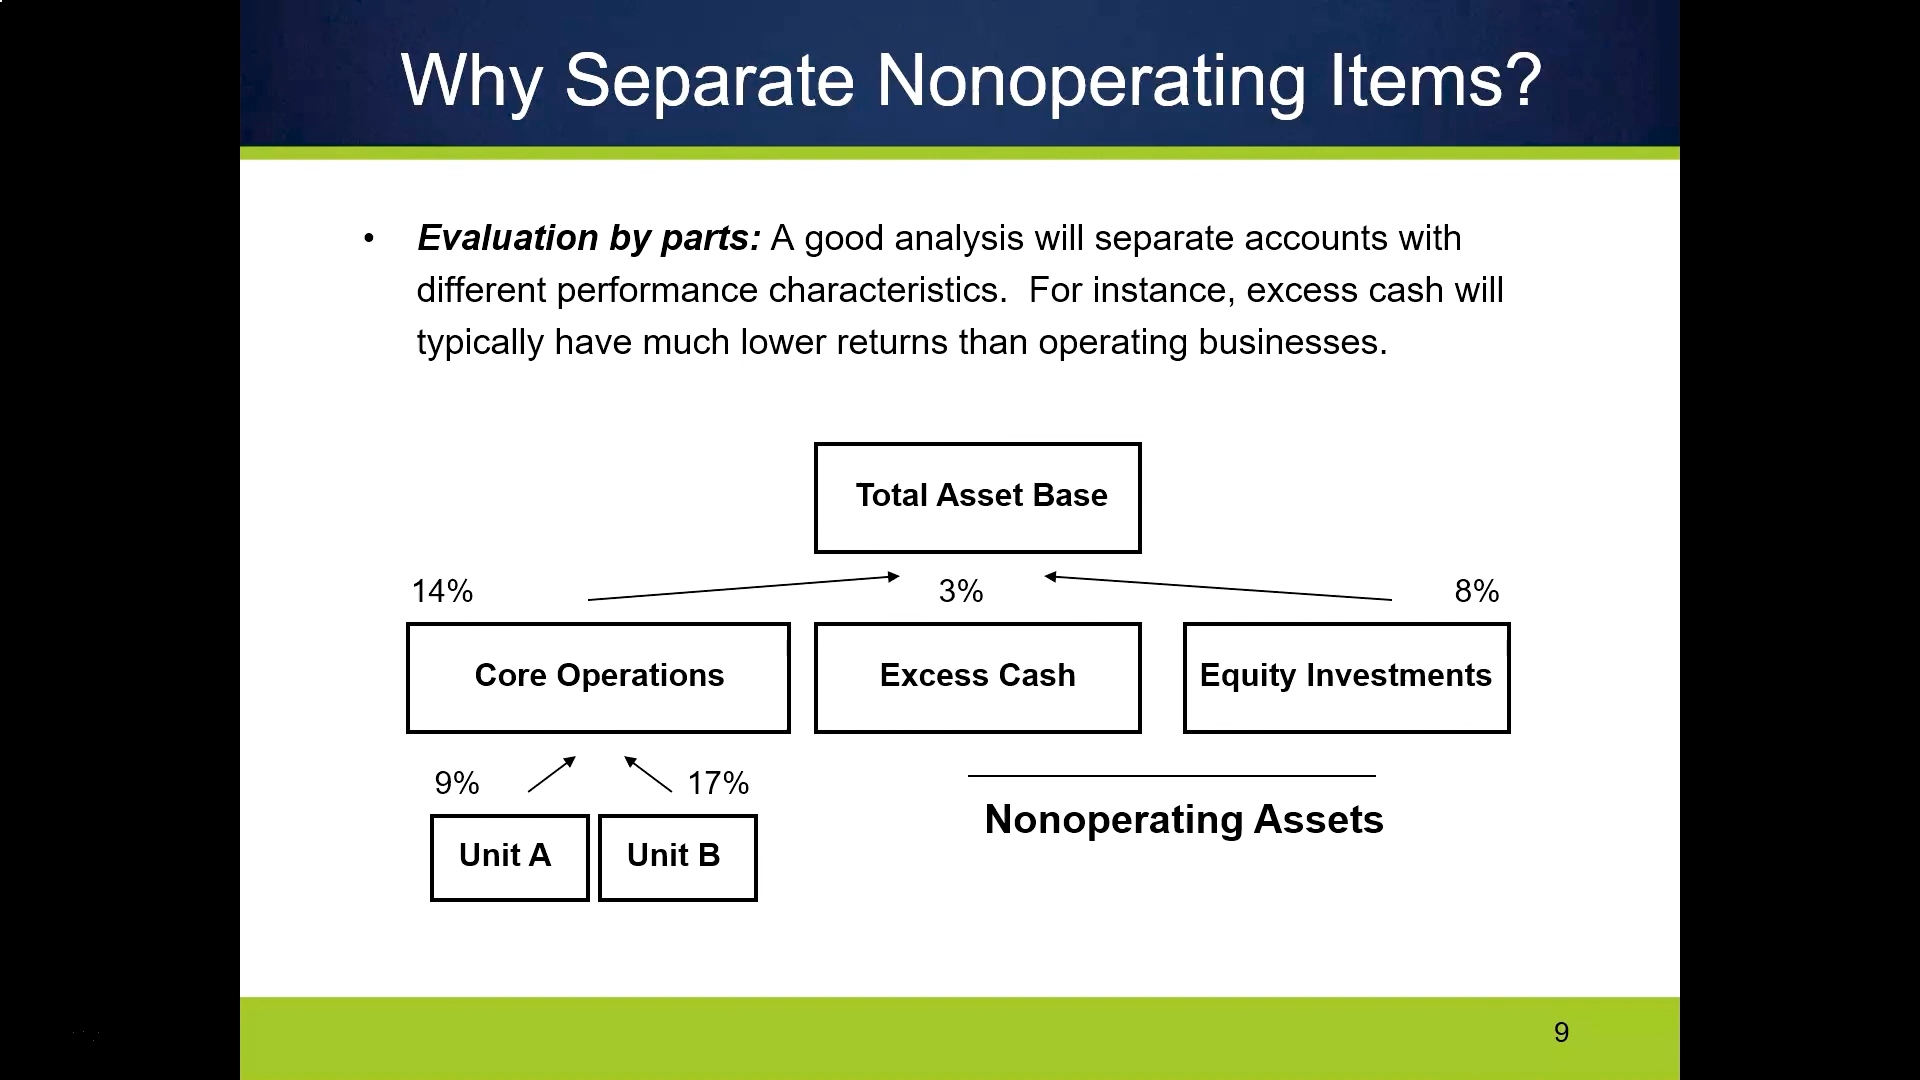 Why Separate Nonoperating Items?
• Evaluation by parts: A good analysis will separate accounts with
different performance characteristics.  For instance, excess cash will
typically have much lower returns than operating businesses.
Total Asset Base
14%
3%
8%
Core Operations
Excess Cash
Equity Investments
9%
17%
Unit A
Unit B
Nonoperating Assets
9